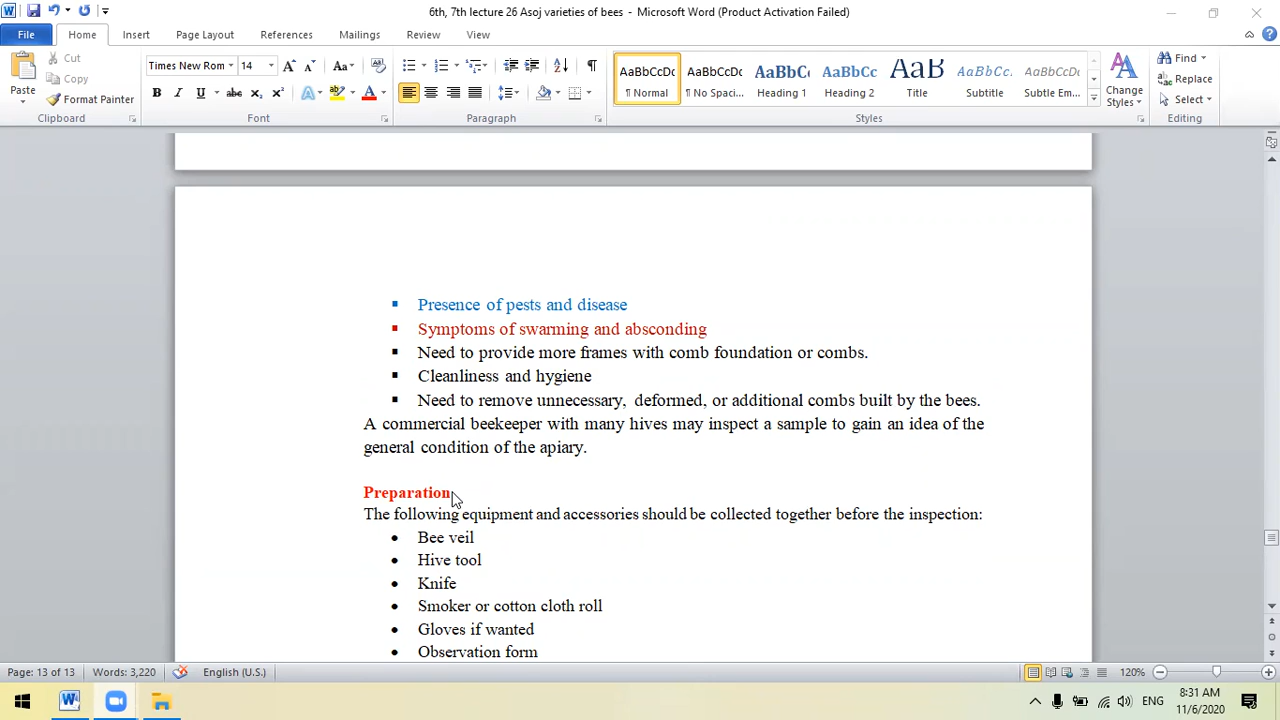 6th, 7th lecture 26 Asoj varieties of bees - Microsoft Word (Product Activation Failed)
File Home Insert Page Layout References Mailings Review View
Paste
Cut
Copy
Format Painter
Clipboard
Times New Rom 14
Font
Paragraph
AaBbCcDc AaBbCcDc AaBbC AaBbCc AaB AaBbCc. AaBbCcDc
¶ Normal ¶ No Spaci... Heading 1 Heading 2 Title Subtitle Subtle Em...
Styles
Change
Styles
Find
Replace
Select
Editing
Presence of pests and disease
Symptoms of swarming and absconding
Need to provide more frames with comb foundation or combs.
Cleanliness and hygiene
Need to remove unnecessary, deformed, or additional combs built by the bees.
A commercial beekeeper with many hives may inspect a sample to gain an idea of the
general condition of the apiary.
Preparation
The following equipment and accessories should be collected together before the inspection:
Bee veil
Hive tool
Knife
Smoker or cotton cloth roll
Gloves if wanted
Observation form
Page: 13 of 13 Words: 3,220 English (U.S.) 120%
ENG
8:31 AM
11/6/2020